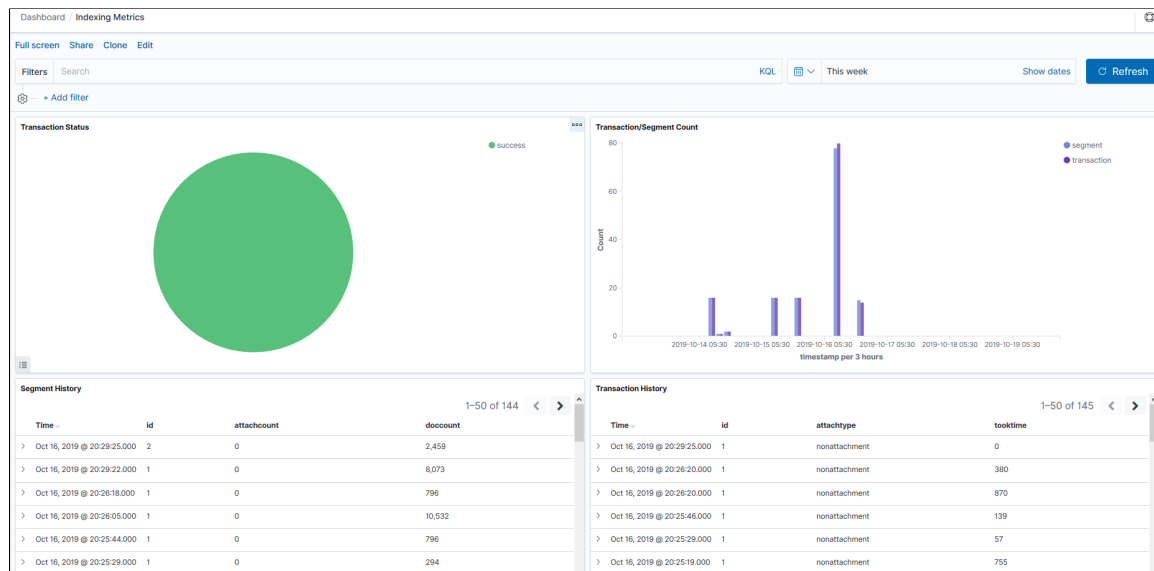 Dashboard / Indexing Metrics
Full screen Share Clone Edit
Filters Search KQL This week Show dates Refresh
+ Add filter
Transaction Status
success
Transaction/Segment Count
80
60
40
20
0
Count
2019-10-14 05:30 2019-10-15 05:30 2019-10-16 05:30 2019-10-17 05:30 2019-10-18 05:30 2019-10-19 05:30
timestamp per 3 hours
segment
transaction
Segment History
1–50 of 144
Time id attachcount doccount
Oct 16, 2019 @ 20:29:25.000 2 0 2,459
Oct 16, 2019 @ 20:29:22.000 1 0 8,073
Oct 16, 2019 @ 20:26:18.000 1 0 796
Oct 16, 2019 @ 20:26:05.000 1 0 10,532
Oct 16, 2019 @ 20:25:44.000 1 0 796
Oct 16, 2019 @ 20:25:29.000 1 0 294
Transaction History
1–50 of 145
Time id attachtype tooktime
Oct 16, 2019 @ 20:29:25.000 1 nonattachment 0
Oct 16, 2019 @ 20:26:20.000 1 nonattachment 380
Oct 16, 2019 @ 20:26:20.000 1 nonattachment 870
Oct 16, 2019 @ 20:25:46.000 1 nonattachment 139
Oct 16, 2019 @ 20:25:29.000 1 nonattachment 57
Oct 16, 2019 @ 20:25:19.000 1 nonattachment 755